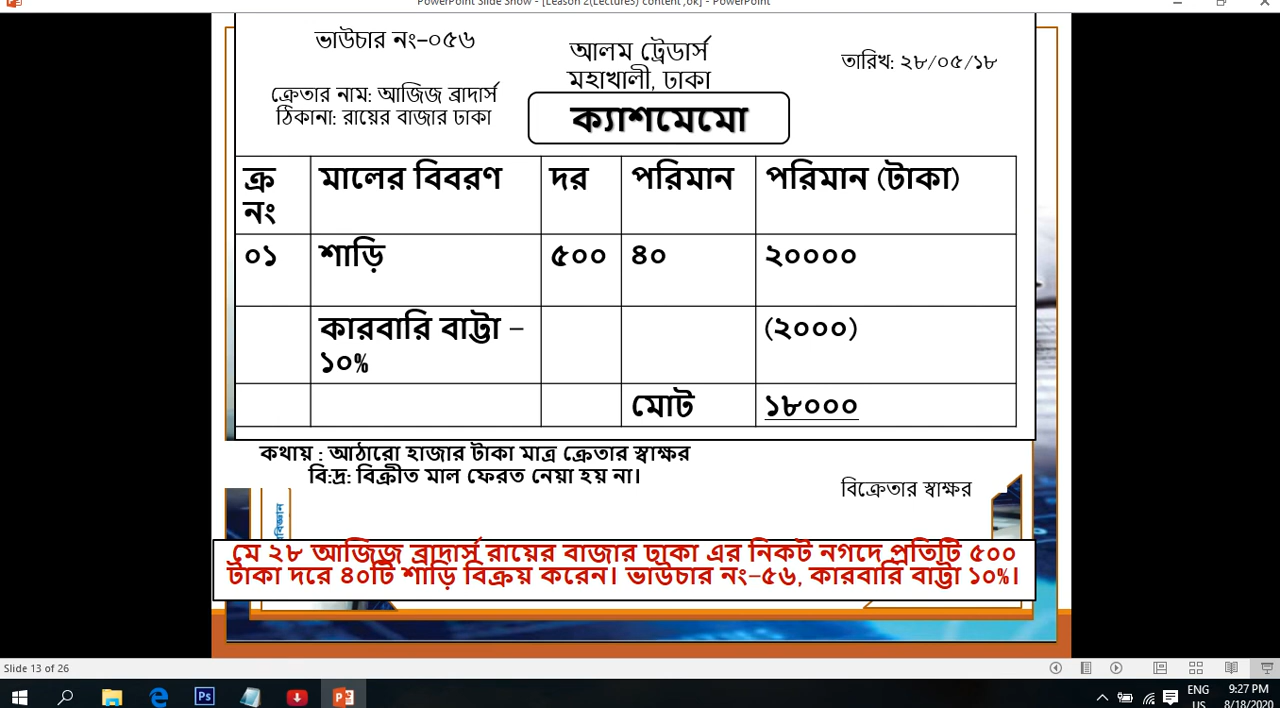 PowerPoint Slide Show - [Leason 2(Lecture3) content ,ok] - PowerPoint
ভাউচার নং–০৫৬
আলম ট্রেডার্স
মহাখালী, ঢাকা
তারিখ: ২৮/০৫/১৮
ক্রেতার নাম: আজিজ ব্রাদার্স
ঠিকানা: রায়ের বাজার ঢাকা
ক্যাশমেমো
ক্র নং মালের বিবরণ দর পরিমান পরিমান (টাকা)
০১ শাড়ি ৫০০ ৪০ ২০০০০
কারবারি বাট্টা – ১০% (২০০০)
মোট ১৮০০০
কথায় : আঠারো হাজার টাকা মাত্র ক্রেতার স্বাক্ষর
বি:দ্র: বিক্রীত মাল ফেরত নেয়া হয় না।
বিক্রেতার স্বাক্ষর
মে ২৮ আজিজ ব্রাদার্স রায়ের বাজার ঢাকা এর নিকট নগদে প্রতিটি ৫০০
টাকা দরে ৪০টি শাড়ি বিক্রয় করেন। ভাউচার নং–৫৬, কারবারি বাট্টা ১০%।
Slide 13 of 26
ENG
US
9:27 PM
8/18/2020